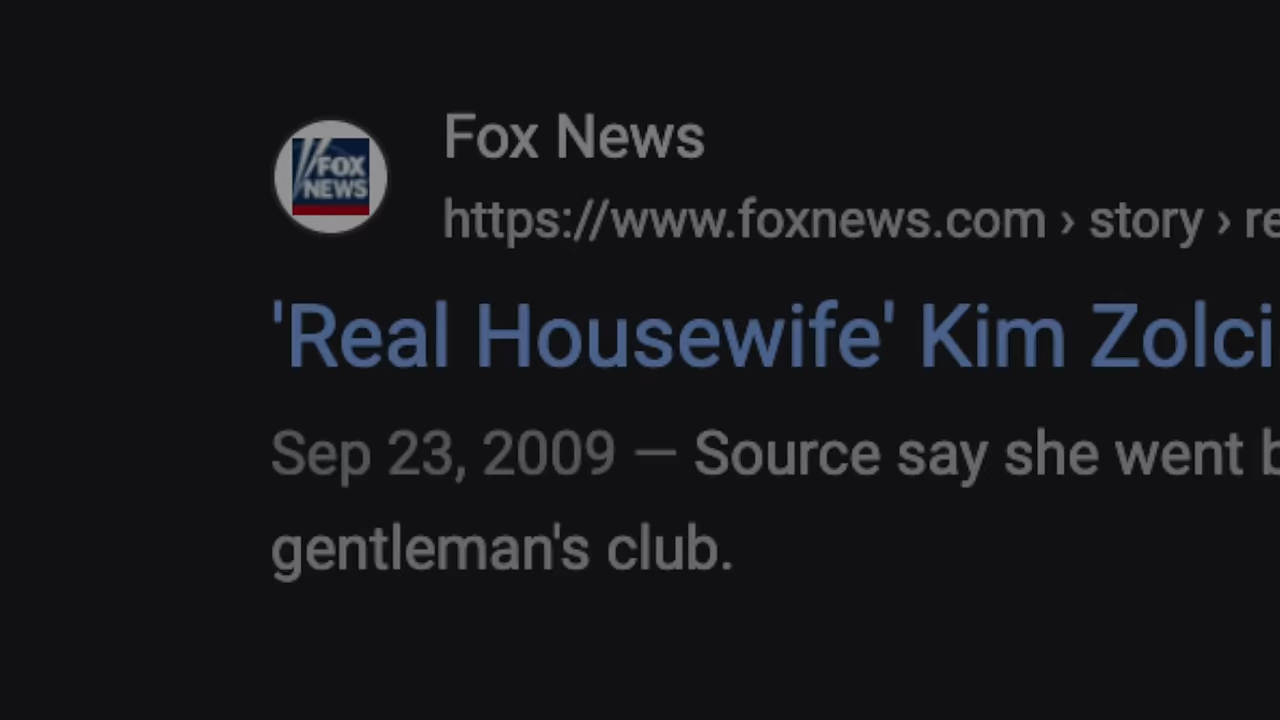 FOX
NEWS
Fox News
https://www.foxnews.com › story ›
'Real Housewife' Kim
Sep 23, 2009 — Source say she went
gentleman's club.